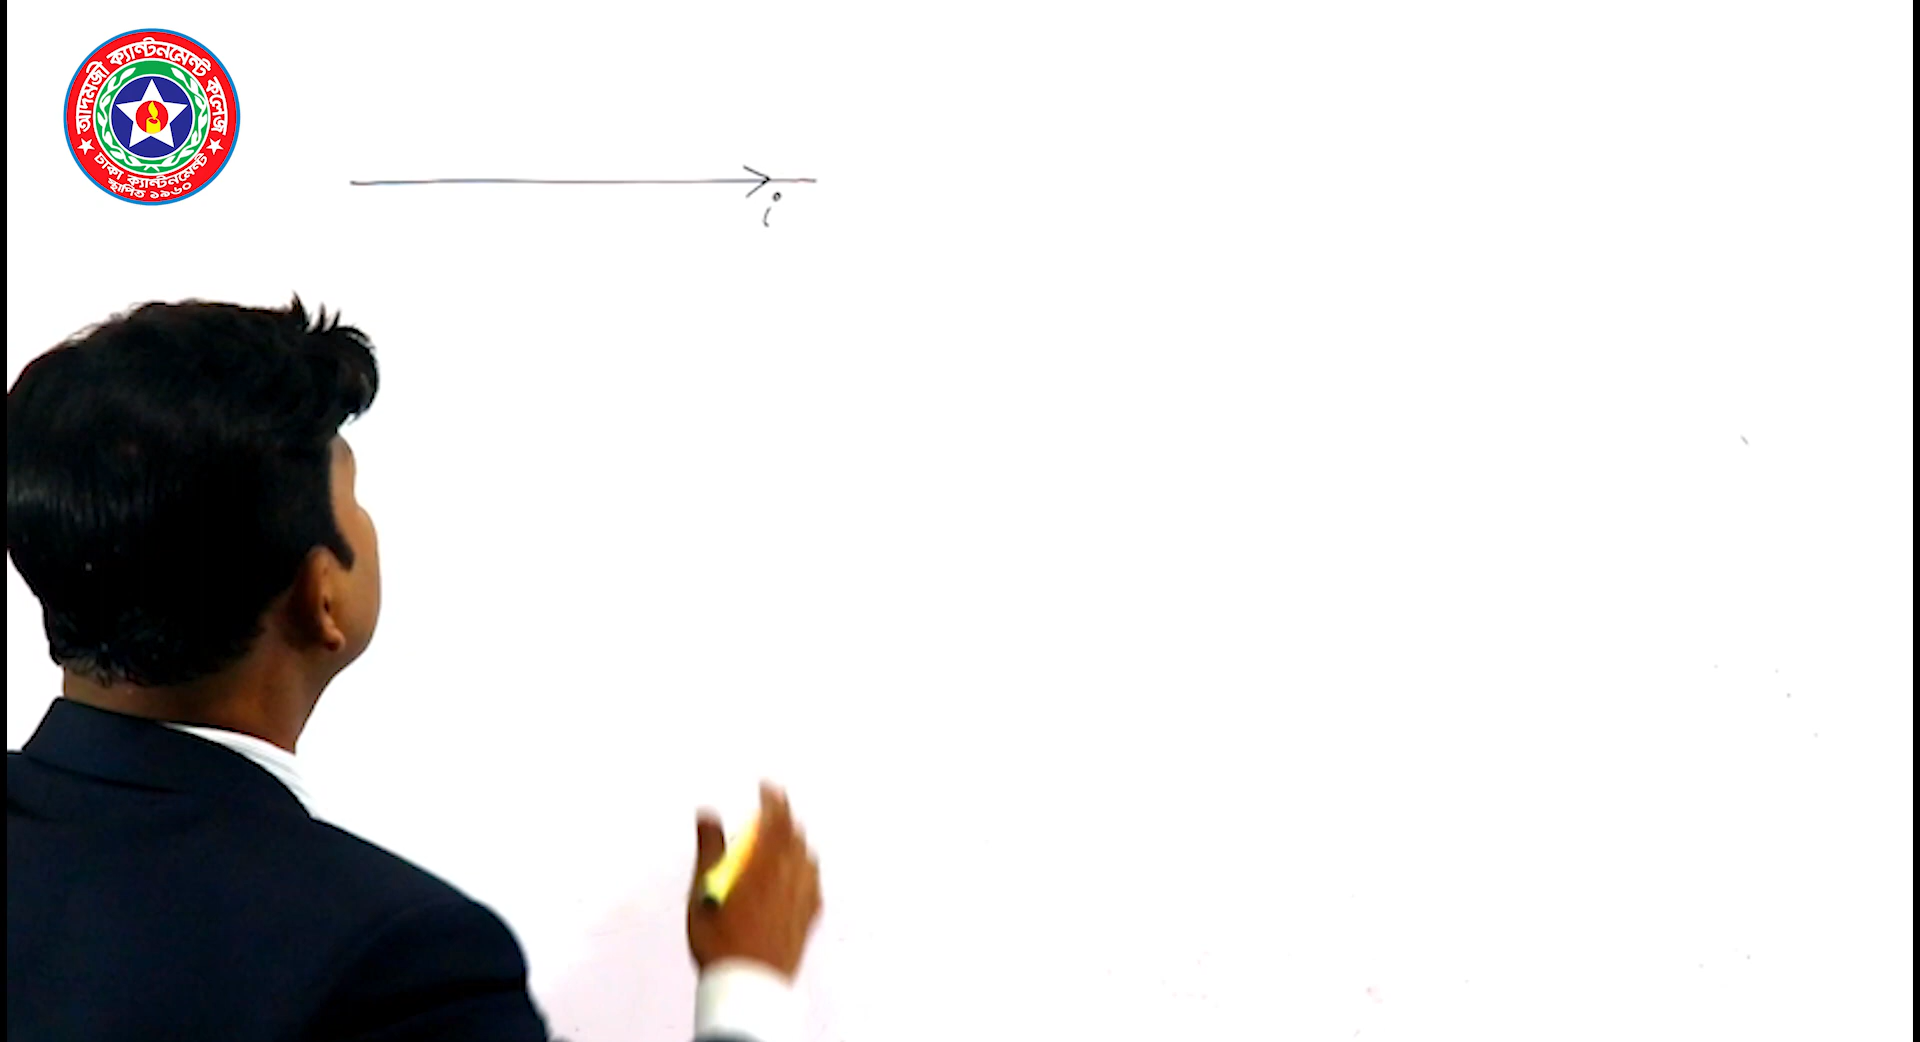 আদমজী ক্যান্টনমেন্ট কলেজ
ঢাকা ক্যান্টনমেন্ট
স্থাপিত ১৯৬০
i